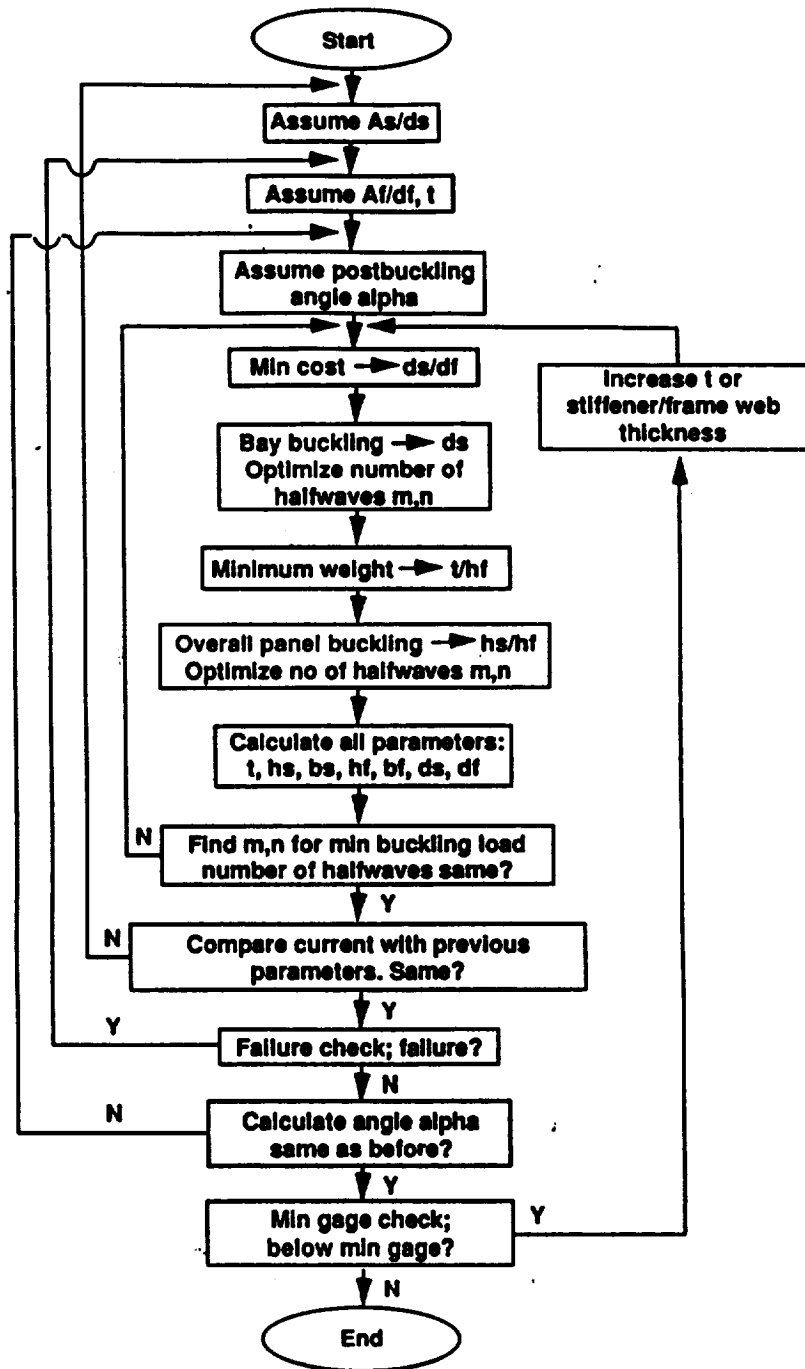 Start
Assume As/ds
Assume Af/df, t
Assume postbuckling
angle alpha
Min cost → ds/df
Increase t or
stiffener/frame web
thickness
Bay buckling → ds
Optimize number of
halfwaves m,n
Minimum weight → t/hf
Overall panel buckling → hs/hf
Optimize no of halfwaves m,n
Calculate all parameters:
t, hs, bs, hf, bf, ds, df
N
Find m,n for min buckling load
number of halfwaves same?
Y
N
Compare current with previous
parameters. Same?
Y
Y
Failure check; failure?
N
N
Calculate angle alpha
same as before?
Y
Min gage check;
below min gage?
Y
N
End